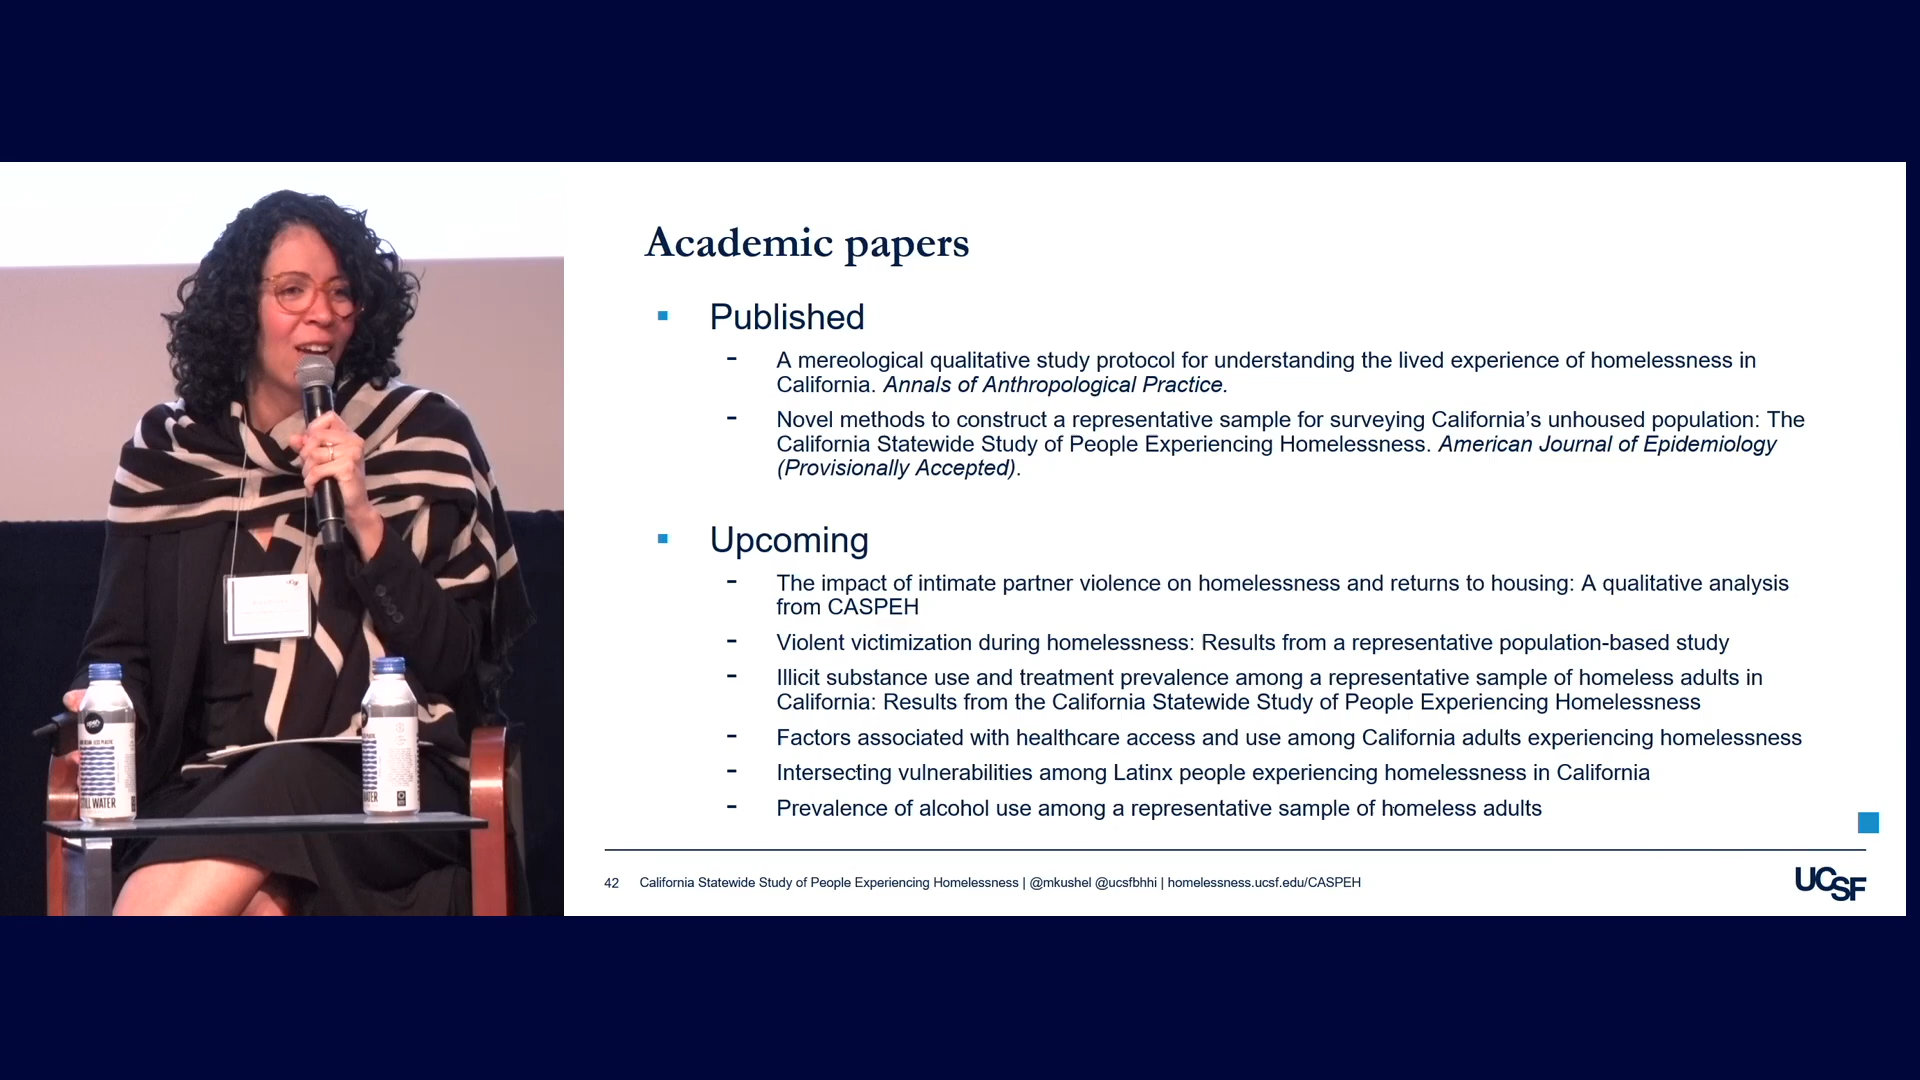 Academic papers
Published
- A mereological qualitative study protocol for understanding the lived experience of homelessness in
California. Annals of Anthropological Practice.
- Novel methods to construct a representative sample for surveying California’s unhoused population: The
California Statewide Study of People Experiencing Homelessness. American Journal of Epidemiology
(Provisionally Accepted).
Upcoming
- The impact of intimate partner violence on homelessness and returns to housing: A qualitative analysis
from CASPEH
- Violent victimization during homelessness: Results from a representative population-based study
- Illicit substance use and treatment prevalence among a representative sample of homeless adults in
California: Results from the California Statewide Study of People Experiencing Homelessness
- Factors associated with healthcare access and use among California adults experiencing homelessness
- Intersecting vulnerabilities among Latinx people experiencing homelessness in California
- Prevalence of alcohol use among a representative sample of homeless adults
42 California Statewide Study of People Experiencing Homelessness | @mkushel @ucsfbhhi | homelessness.ucsf.edu/CASPEH
UCSF
WATER